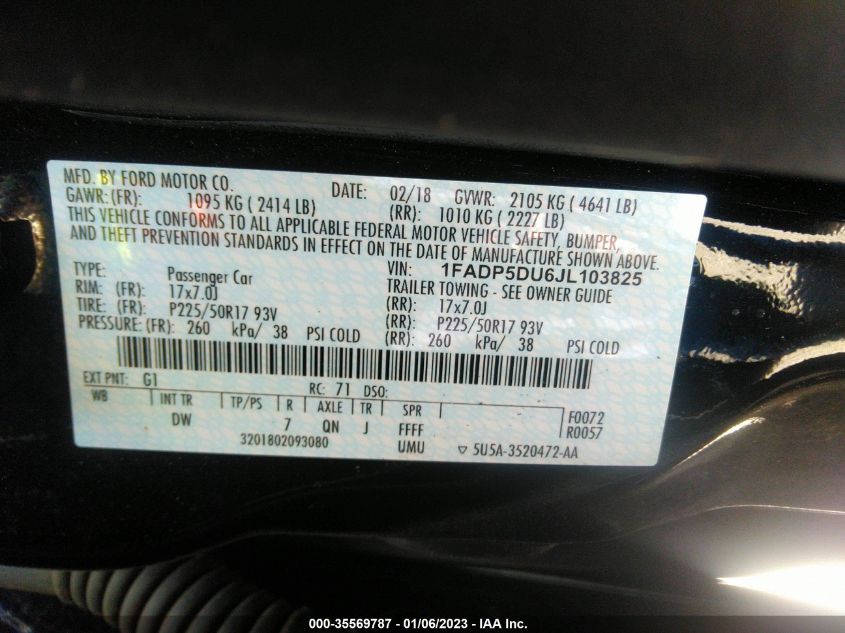 MFD. BY FORD MOTOR CO. DATE: 02/18 GVWR: 2105 KG ( 4641 LB)
GAWR: (FR): 1095 KG ( 2414 LB) (RR): 1010 KG ( 2227 LB)
THIS VEHICLE CONFORMS TO ALL APPLICABLE FEDERAL MOTOR VEHICLE SAFETY, BUMPER,
AND THEFT PREVENTION STANDARDS IN EFFECT ON THE DATE OF MANUFACTURE SHOWN ABOVE.
VIN: 1FADP5DU6JL103825
TYPE: Passenger Car TRAILER TOWING - SEE OWNER GUIDE
RIM: (FR): 17x7.0J (RR): 17x7.0J
TIRE: (FR): P225/50R17 93V (RR): P225/50R17 93V
PRESSURE: (FR): 260 kPa/ 38 PSI COLD (RR): 260 kPa/ 38 PSI COLD
EXT PNT: G1 RC: 71 DSO:
WB INT TR TP/PS R AXLE TR SPR F0072
DW 7 QN J FFFF R0057
3201802093080 UMU ▽ 5U5A-3520472-AA
000-35569787 - 01/06/2023 - IAA Inc.